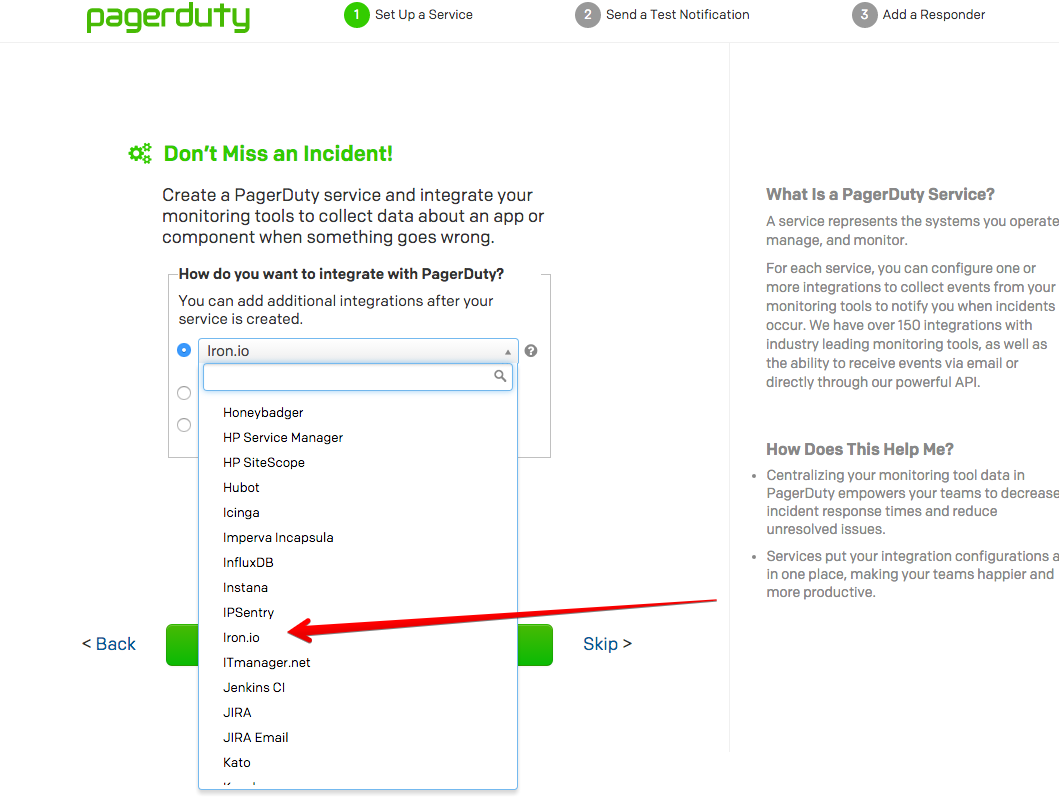 pagerduty
1 Set Up a Service
2 Send a Test Notification
3 Add a Responder
Don't Miss an Incident!
Create a PagerDuty service and integrate your
monitoring tools to collect data about an app or
component when something goes wrong.
How do you want to integrate with PagerDuty?
You can add additional integrations after your
service is created.
Iron.io
?
Honeybadger
HP Service Manager
HP SiteScope
Hubot
Icinga
Imperva Incapsula
InfluxDB
Instana
IPSentry
Iron.io
ITmanager.net
Jenkins CI
JIRA
JIRA Email
Kato
< Back
Skip >
What Is a PagerDuty Service?
A service represents the systems you operate
manage, and monitor.
For each service, you can configure one or
more integrations to collect events from your
monitoring tools to notify you when incidents
occur. We have over 150 integrations with
industry leading monitoring tools, as well as
the ability to receive events via email or
directly through our powerful API.
How Does This Help Me?
• Centralizing your monitoring tool data in
PagerDuty empowers your teams to decrease
incident response times and reduce
unresolved issues.
• Services put your integration configurations a
in one place, making your teams happier and
more productive.